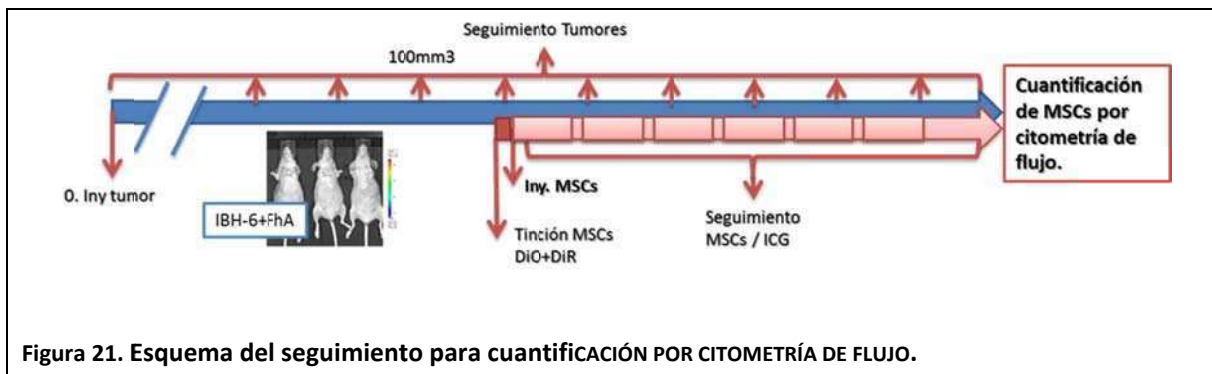 Seguimiento Tumores
100mm3
Cuantificación
de MSCs por
citometría de
flujo.
0. Iny tumor
IBH-6+FhA
Iny. MSCs
Tinción MSCs
DiO+DiR
Seguimiento
MSCs / ICG
Figura 21. Esquema del seguimiento para cuantifiCACIÓN POR CITOMETRÍA DE FLUJO.